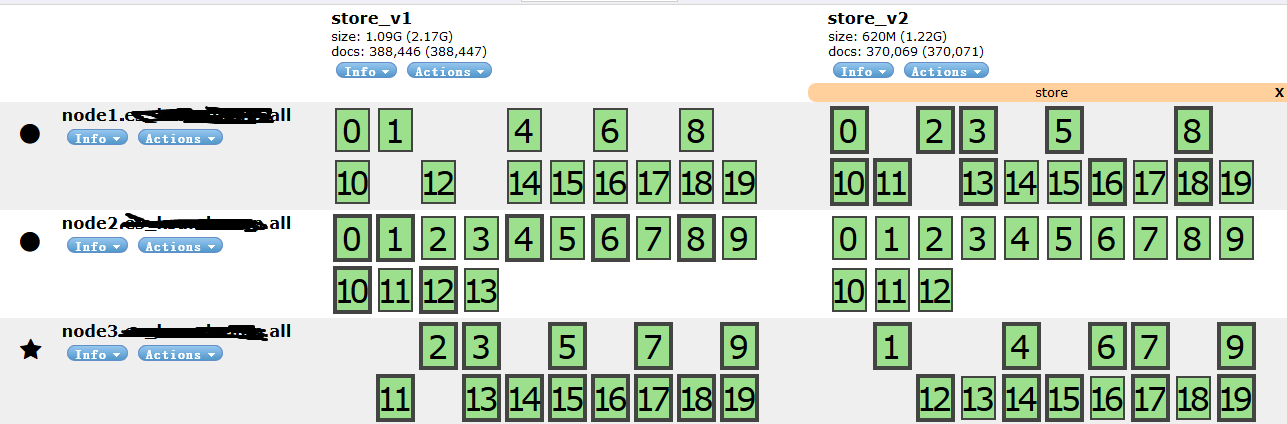 store_v1 store_v2
size: 1.09G (2.17G) size: 620M (1.22G)
docs: 388,446 (388,447) docs: 370,069 (370,071)
Info Actions Info Actions
store X
node1. all 0 1 4 6 8 0 2 3 5 8
Info Actions
10 12 14 15 16 17 18 19 10 11 13 14 15 16 17 18 19
node2. .all 0 1 2 3 4 5 6 7 8 9 0 1 2 3 4 5 6 7 8 9
Info Actions
10 11 12 13 10 11 12
node3. .all 2 3 5 7 9 1 4 6 7 9
Info Actions
11 13 14 15 16 17 18 19 12 13 14 15 16 17 18 19